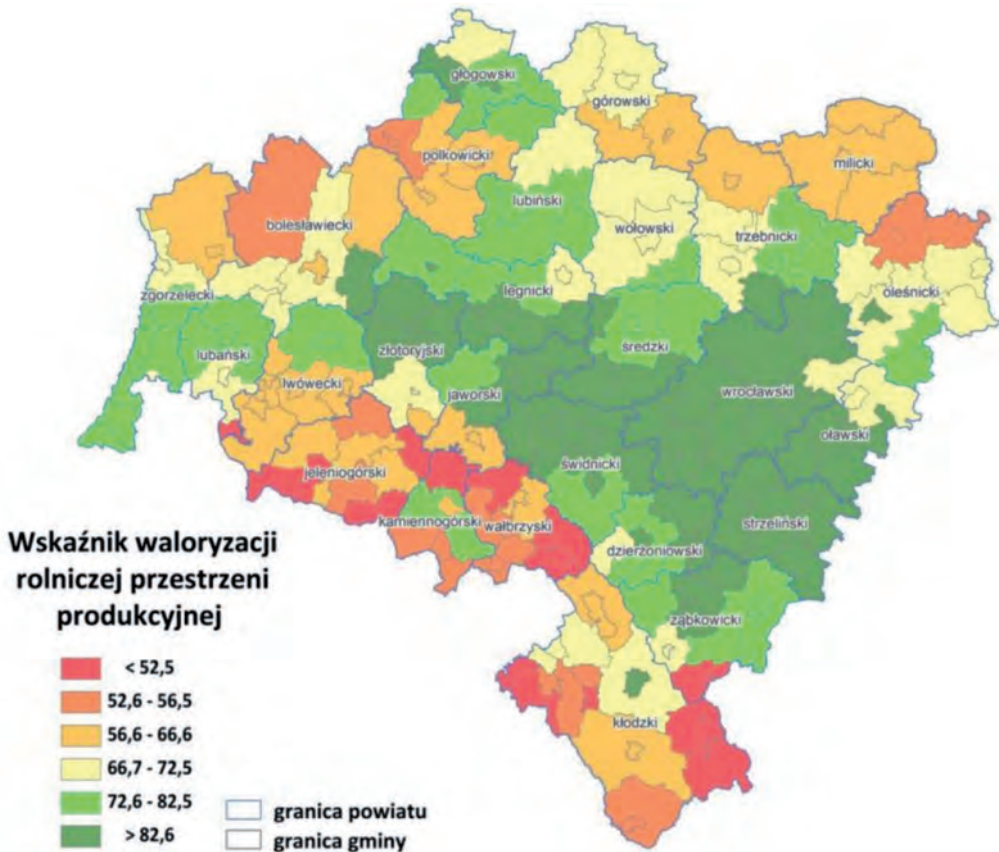 głogowski
górowski
polkowicki
milicki
lubiński
bolesławiecki
wołowski
trzebnicki
zgorzelecki
legnicki
oleśnicki
lubański
złotoryjski
średzki
lwówecki
jaworski
wrocławski
oławski
świdnicki
jeleniogórski
kamiennogórski
wałbrzyski
strzeliński
dzierżoniowski
ząbkowicki
kłodzki
Wskaźnik waloryzacji
rolniczej przestrzeni
produkcyjnej
< 52,5
52,6 - 56,5
56,6 - 66,6
66,7 - 72,5
72,6 - 82,5
> 82,6
granica powiatu
granica gminy